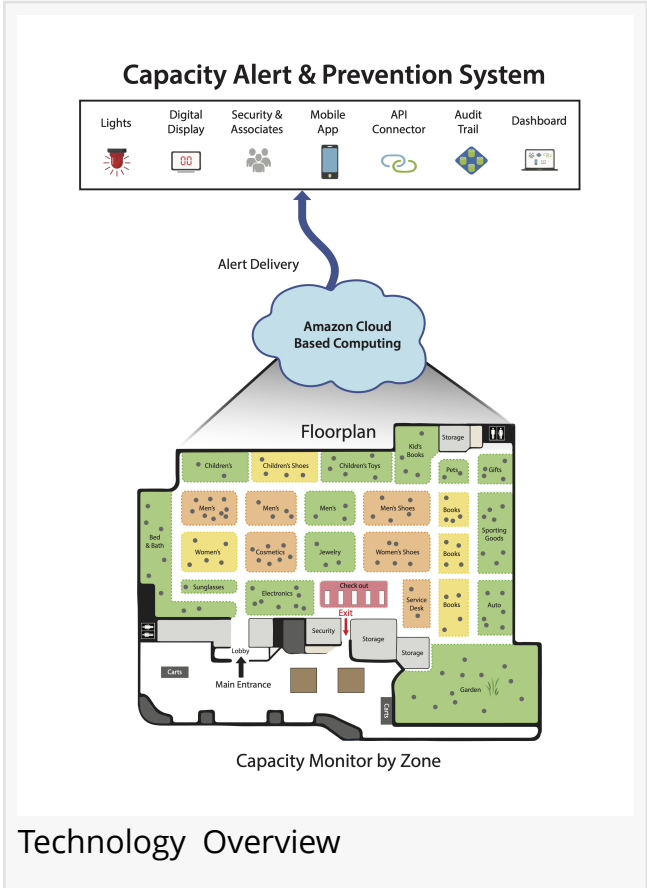 Capacity Alert & Prevention System
Lights
Digital
Display
Security &
Associates
Mobile
App
API
Connector
Audit
Trail
Dashboard
00
Alert Delivery
Amazon Cloud
Based Computing
Floorplan
Kid's
Books
Storage
Children's
Children's Shoes
Children's Toys
Pets
Gifts
Men's
Men's
Men's
Men's Shoes
Books
Sporting
Goods
Bed
& Bath
Women's
Cosmetics
Jewelry
Women's Shoes
Books
Sunglasses
Electronics
Check out
Service
Desk
Books
Auto
Exit
Security
Storage
Storage
Lobby
Carts
Main Entrance
Garden
Carts
Capacity Monitor by Zone
Technology Overview